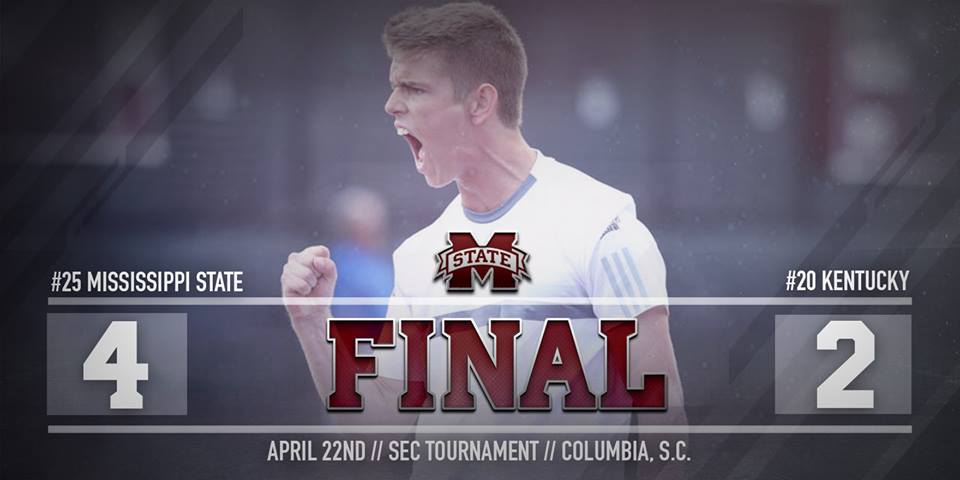 M
STATE
#25 MISSISSIPPI STATE
#20 KENTUCKY
4
FINAL
2
APRIL 22ND // SEC TOURNAMENT // COLUMBIA, S.C.